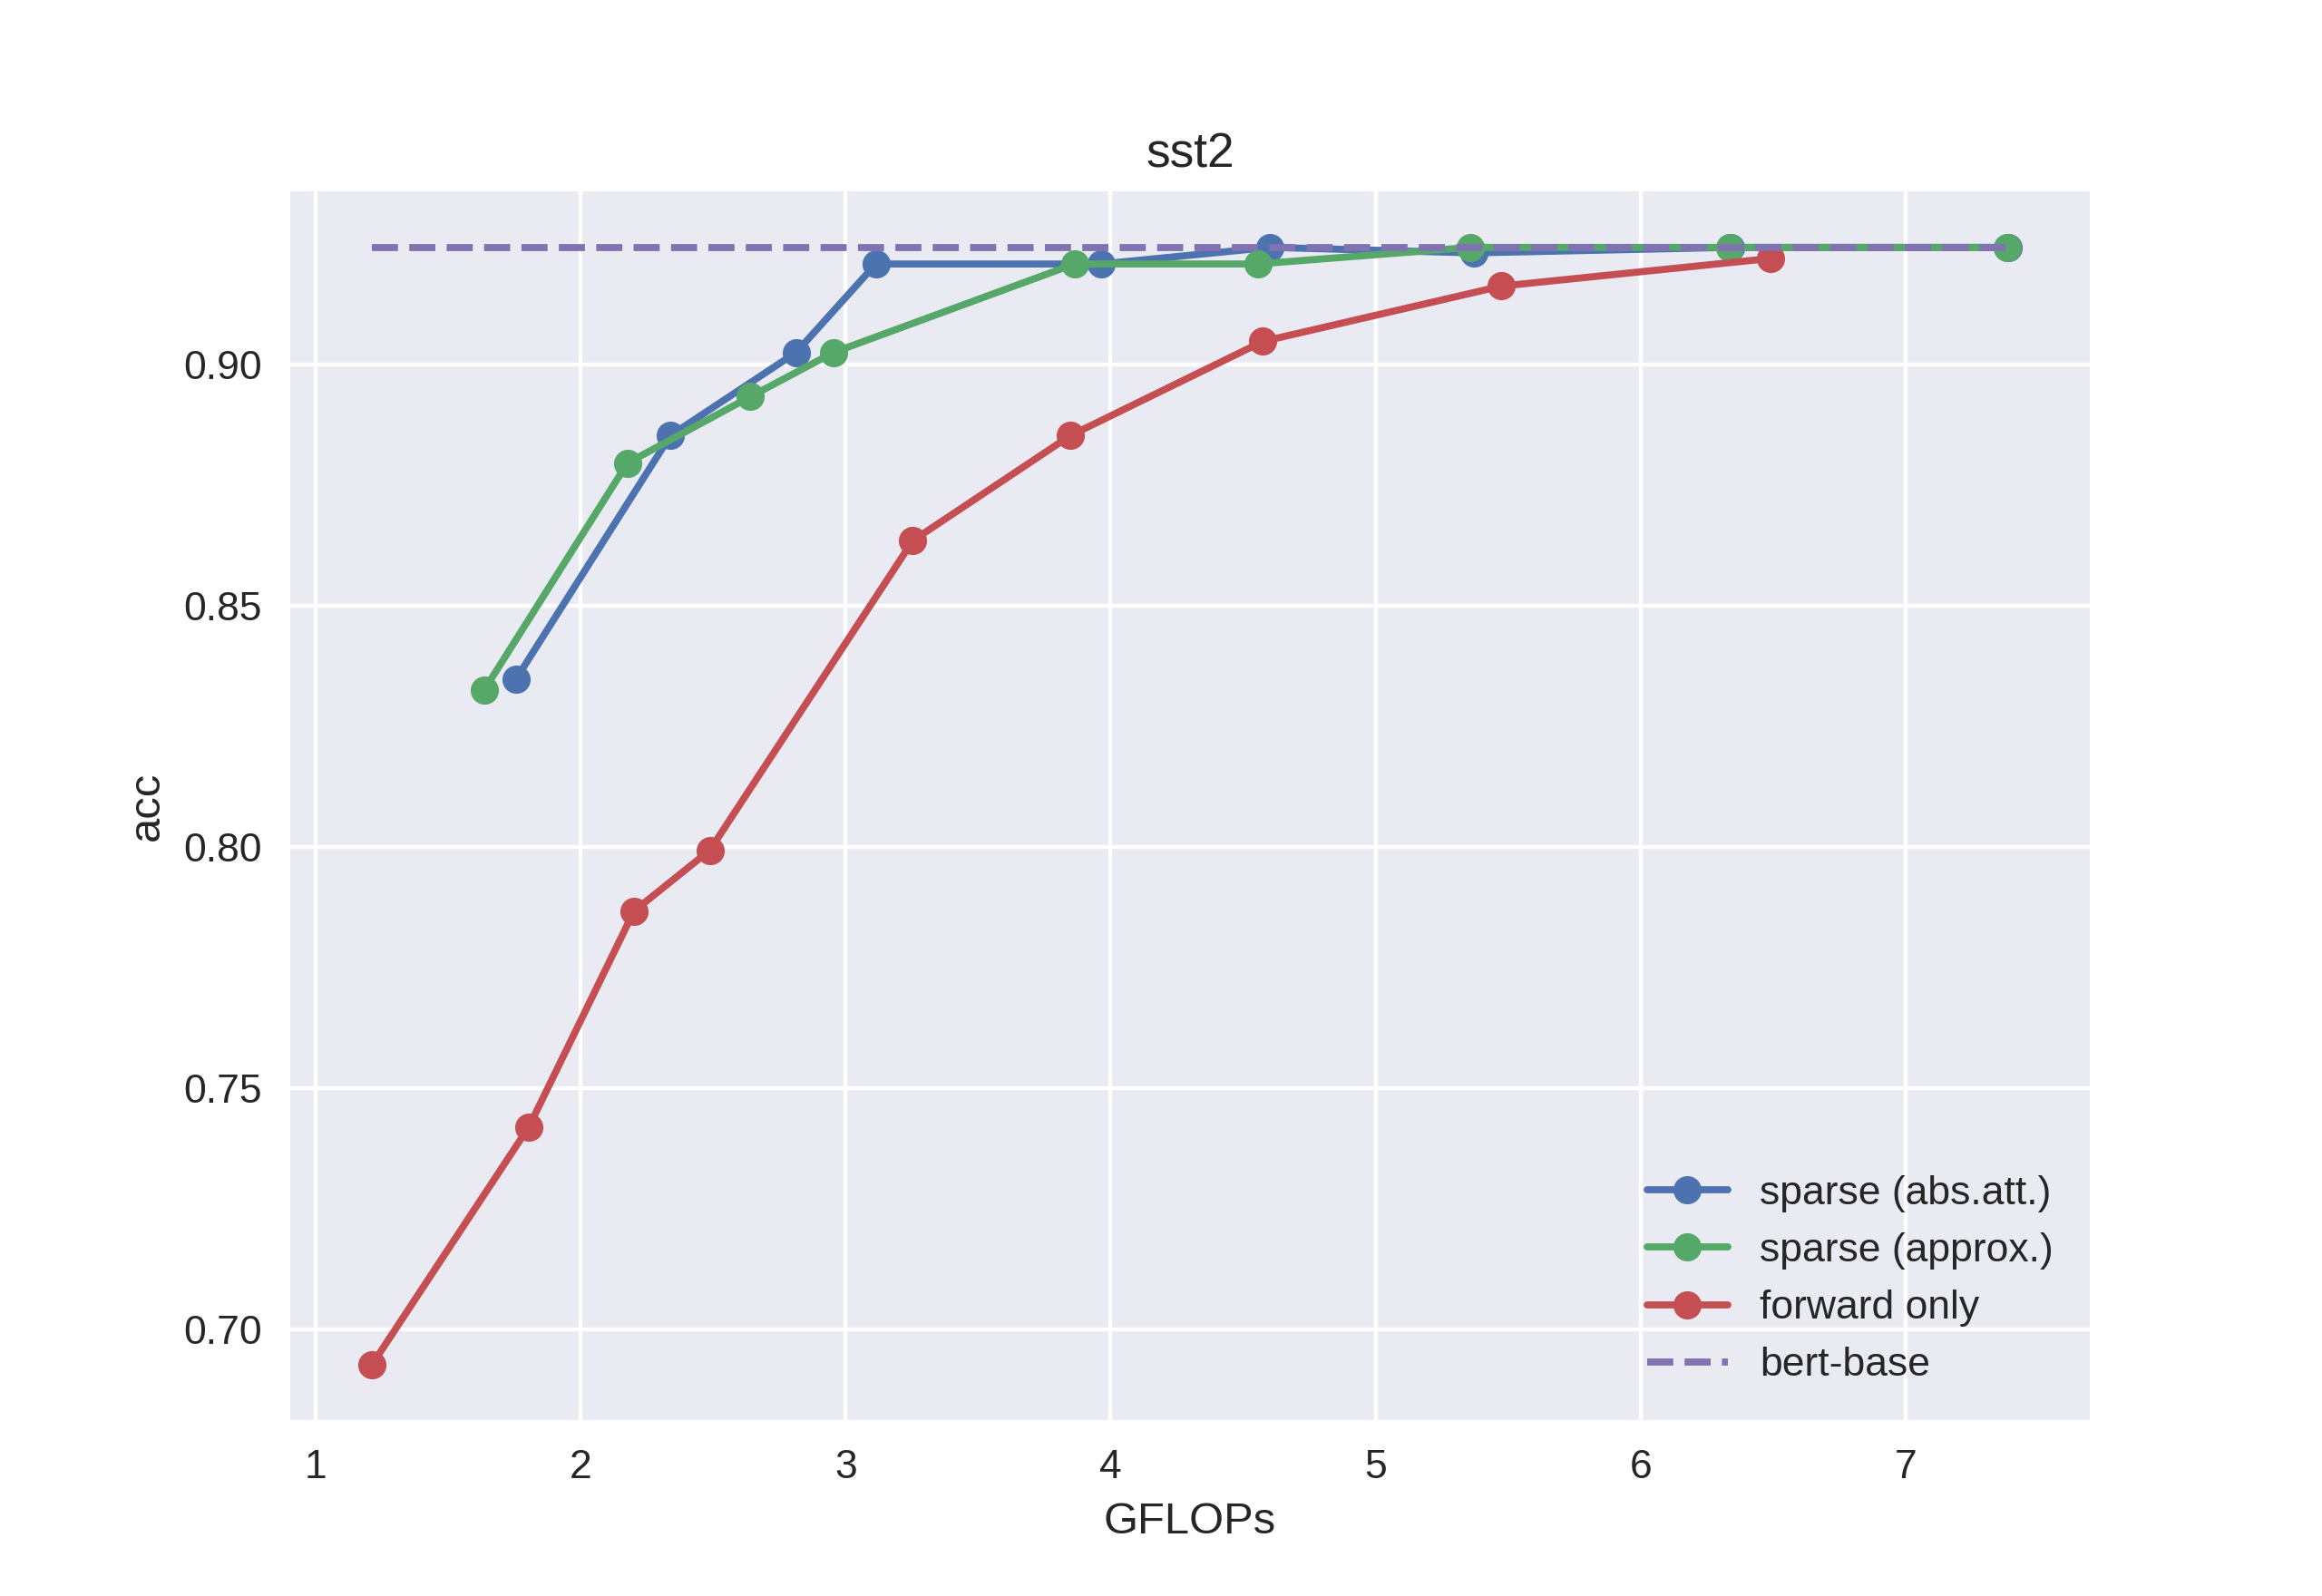 sst2
0.90
0.85
0.80
0.75
0.70
acc
1 2 3 4 5 6 7
GFLOPs
sparse (abs.att.)
sparse (approx.)
forward only
bert-base